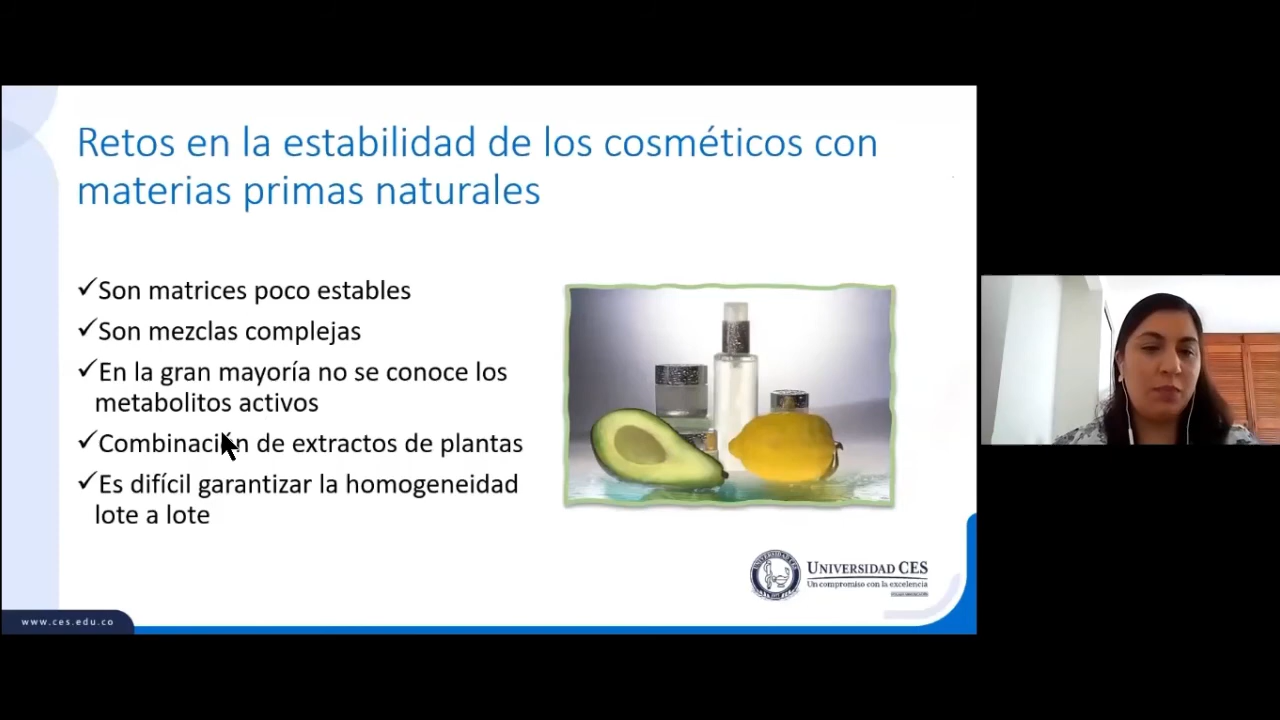 Retos en la estabilidad de los cosméticos con
materias primas naturales
✓Son matrices poco estables
✓Son mezclas complejas
✓En la gran mayoría no se conoce los
metabolitos activos
✓Combinación de extractos de plantas
✓Es difícil garantizar la homogeneidad
lote a lote
UNIVERSIDAD CES
Un compromiso con la excelencia
www.ces.edu.co